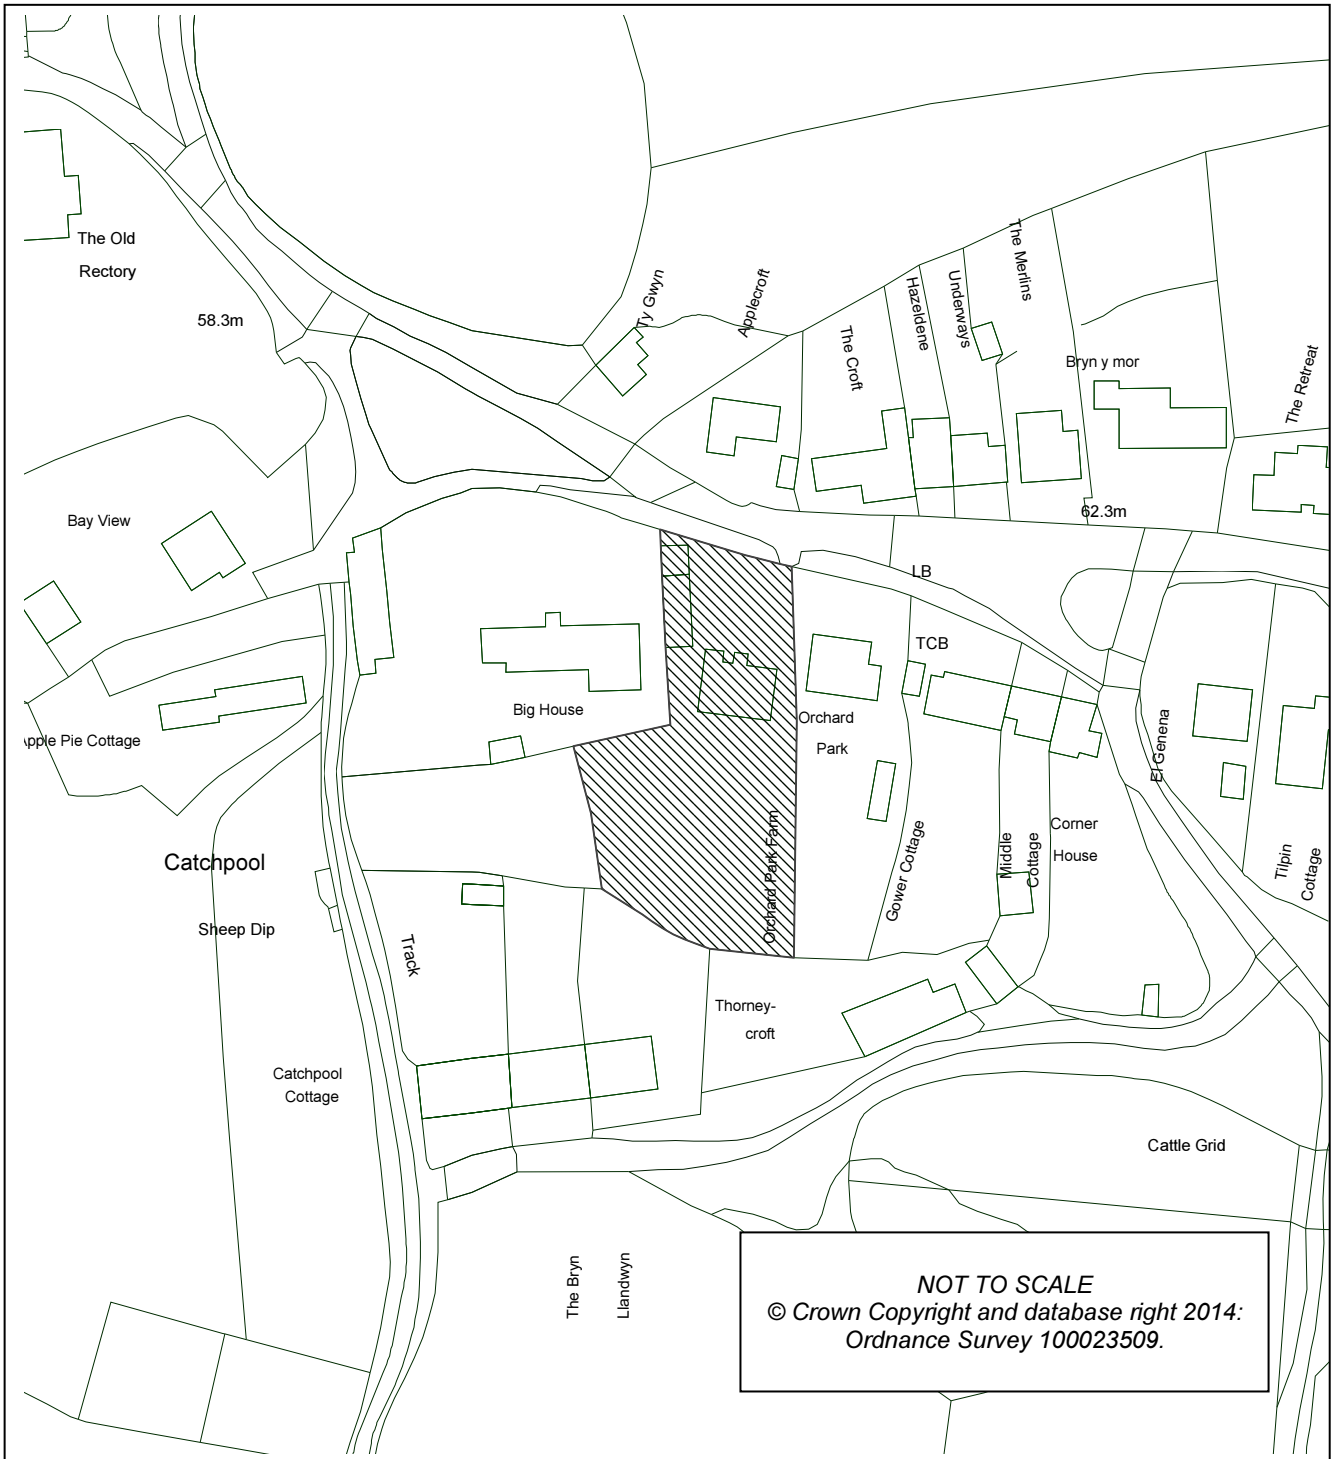 The Old
Rectory
58.3m
Ty Gwyn
Applecroft
The Croft
Hazeldene
Underways
The Merlins
Bryn y mor
The Retreat
Bay View
62.3m
LB
TCB
Big House
Orchard
Park
Apple Pie Cottage
El Genena
Orchard Park Farm
Gower Cottage
Middle
Cottage
Corner
House
Tilpin
Cottage
Catchpool
Sheep Dip
Track
Thorney-
croft
Catchpool
Cottage
Cattle Grid
The Bryn
Llandwyn
NOT TO SCALE
© Crown Copyright and database right 2014:
Ordnance Survey 100023509.